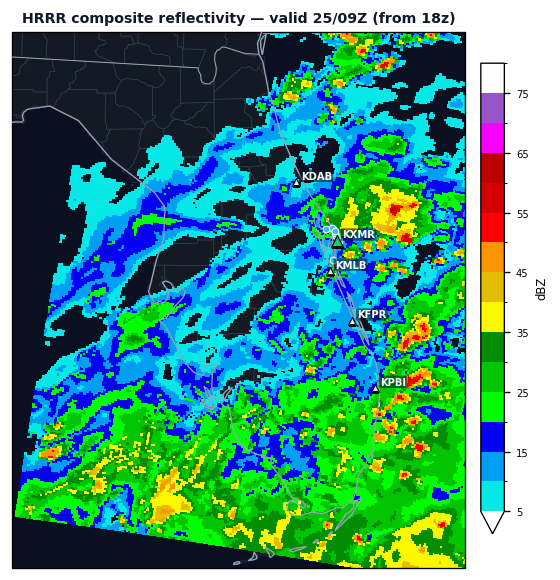 HRRR composite reflectivity — valid 25/09Z (from 18z)
KDAB
KXMR
KMLB
KFPR
KPBI
75
65
55
45
35
25
15
5
dBZ